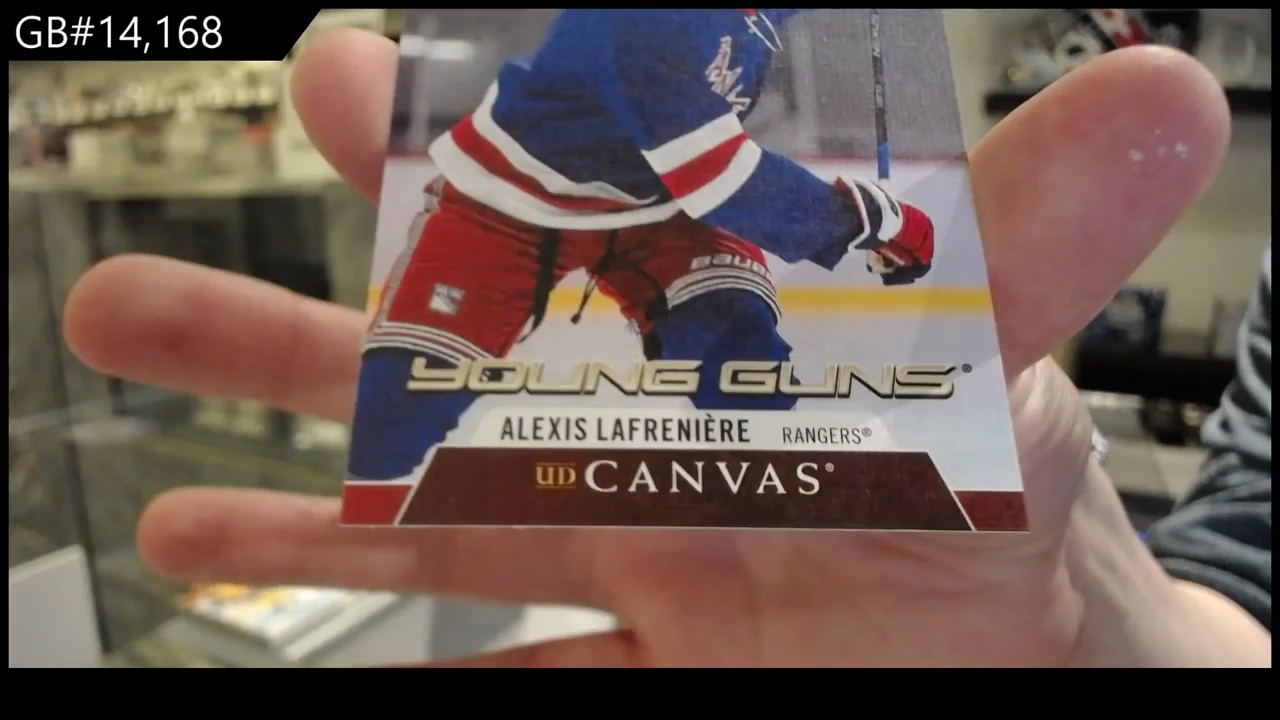 GB#14,168
BAUER
YOUNG GUNS®
ALEXIS LAFRENIÈRE RANGERS®
UD CANVAS®